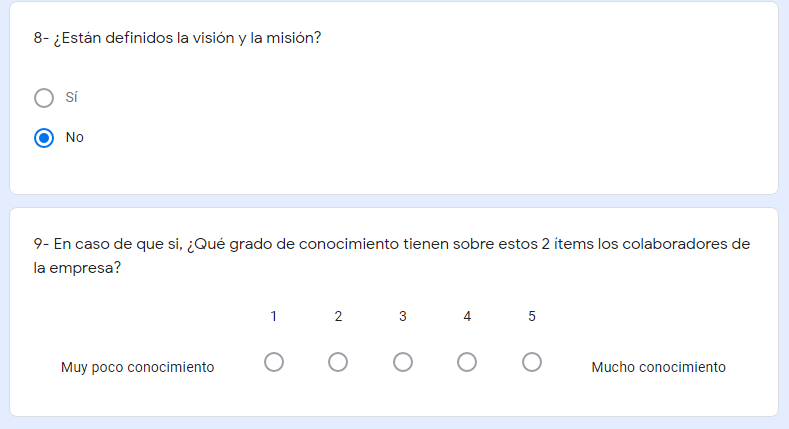 8- ¿Están definidos la visión y la misión?
Sí
No
9- En caso de que si, ¿Qué grado de conocimiento tienen sobre estos 2 ítems los colaboradores de
la empresa?
1 2 3 4 5
Muy poco conocimiento Mucho conocimiento